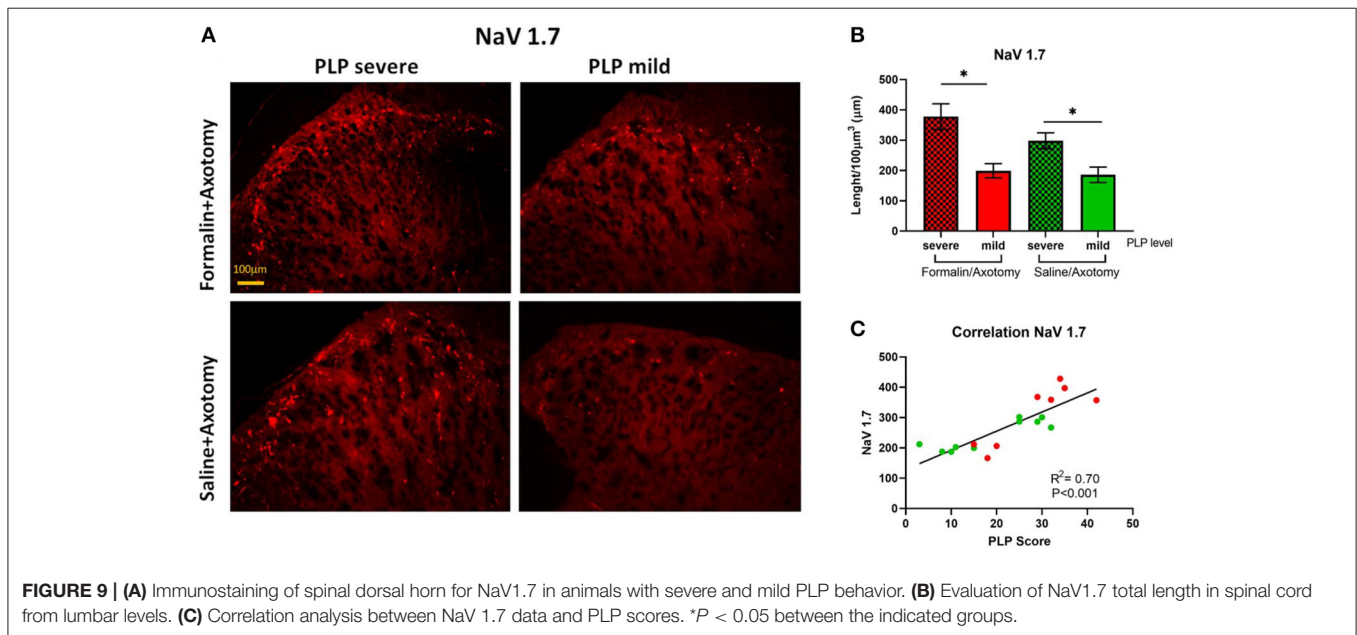 A
NaV 1.7
PLP severe
PLP mild
Formalin+Axotomy
100µm
Saline+Axotomy
B
NaV 1.7
Lenght/100µm³ (µm)
500
400
300
200
100
0
*
*
severe mild severe mild PLP level
Formalin/Axotomy Saline/Axotomy
C
Correlation NaV 1.7
NaV 1.7
500
400
300
200
100
0
R²= 0.70
P<0.001
0 10 20 30 40 50
PLP Score
FIGURE 9 | (A) Immunostaining of spinal dorsal horn for NaV1.7 in animals with severe and mild PLP behavior. (B) Evaluation of NaV1.7 total length in spinal cord
from lumbar levels. (C) Correlation analysis between NaV 1.7 data and PLP scores. *P < 0.05 between the indicated groups.